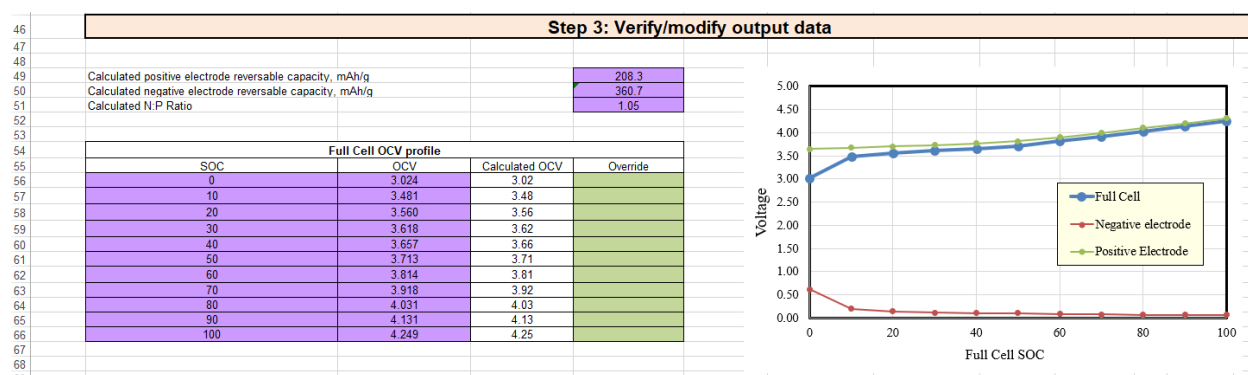 46 Step 3: Verify/modify output data
47
48
49 Calculated positive electrode reversable capacity, mAh/g 208.3
50 Calculated negative electrode reversable capacity, mAh/g 360.7
51 Calculated N:P Ratio 1.05
52
53
54 Full Cell OCV profile
55 SOC OCV Calculated OCV Override
56 0 3.024 3.02
57 10 3.481 3.48
58 20 3.560 3.56
59 30 3.618 3.62
60 40 3.657 3.66
61 50 3.713 3.71
62 60 3.814 3.81
63 70 3.918 3.92
64 80 4.031 4.03
65 90 4.131 4.13
66 100 4.249 4.25
67
68
5.00
4.50
4.00
3.50
3.00
2.50
2.00
1.50
1.00
0.50
0.00
Voltage
Full Cell
Negative electrode
Positive Electrode
0 20 40 60 80 100
Full Cell SOC